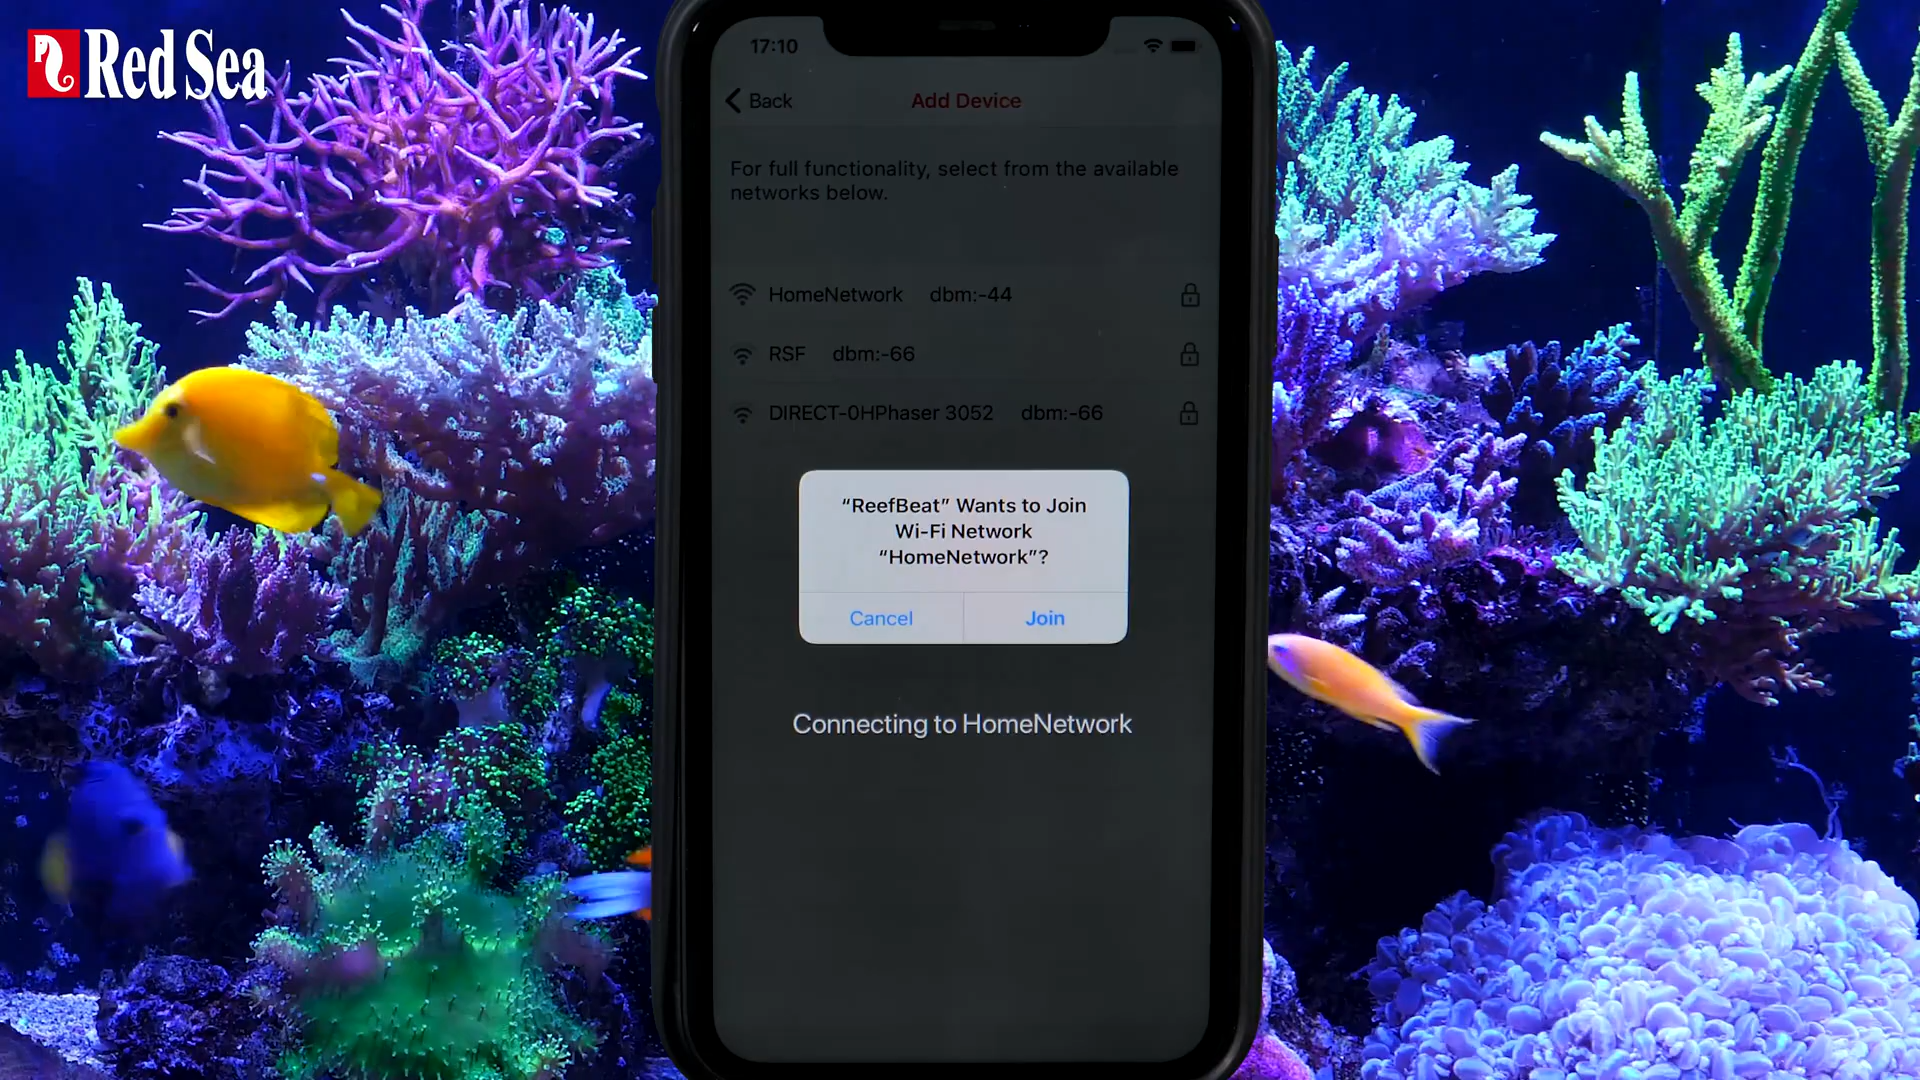 Red Sea
17:10
Back
Add Device
For full functionality, select from the available
networks below.
HomeNetwork dbm:-44
RSF dbm:-66
DIRECT-0HPhaser 3052 dbm:-66
“ReefBeat” Wants to Join
Wi-Fi Network
“HomeNetwork”?
Cancel
Join
Connecting to HomeNetwork